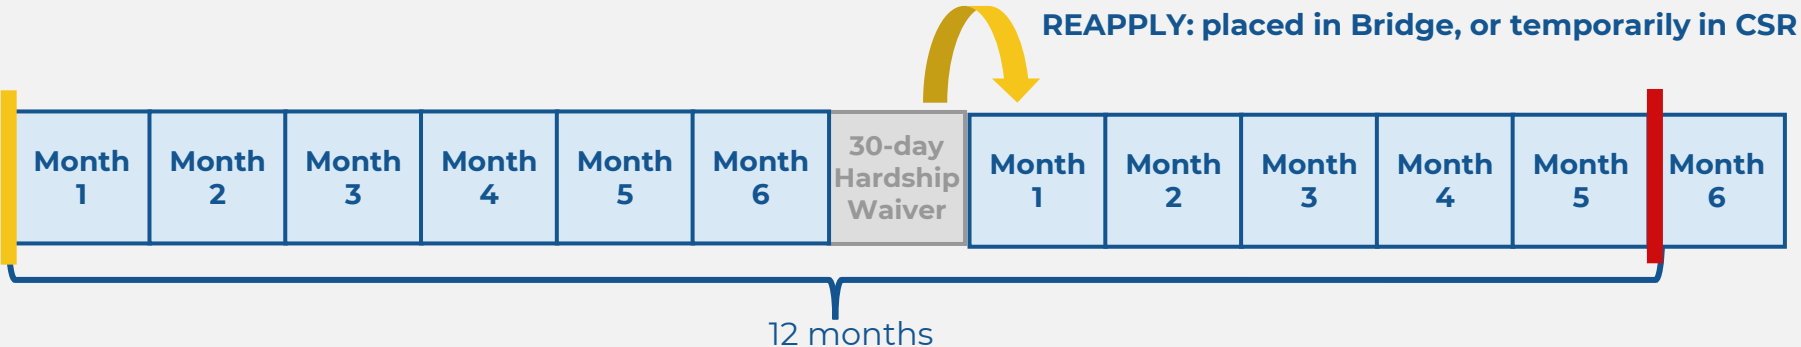 REAPPLY: placed in Bridge, or temporarily in CSR
Month
1
Month
2
Month
3
Month
4
Month
5
Month
6
30-day
Hardship
Waiver
Month
1
Month
2
Month
3
Month
4
Month
5
Month
6
12 months